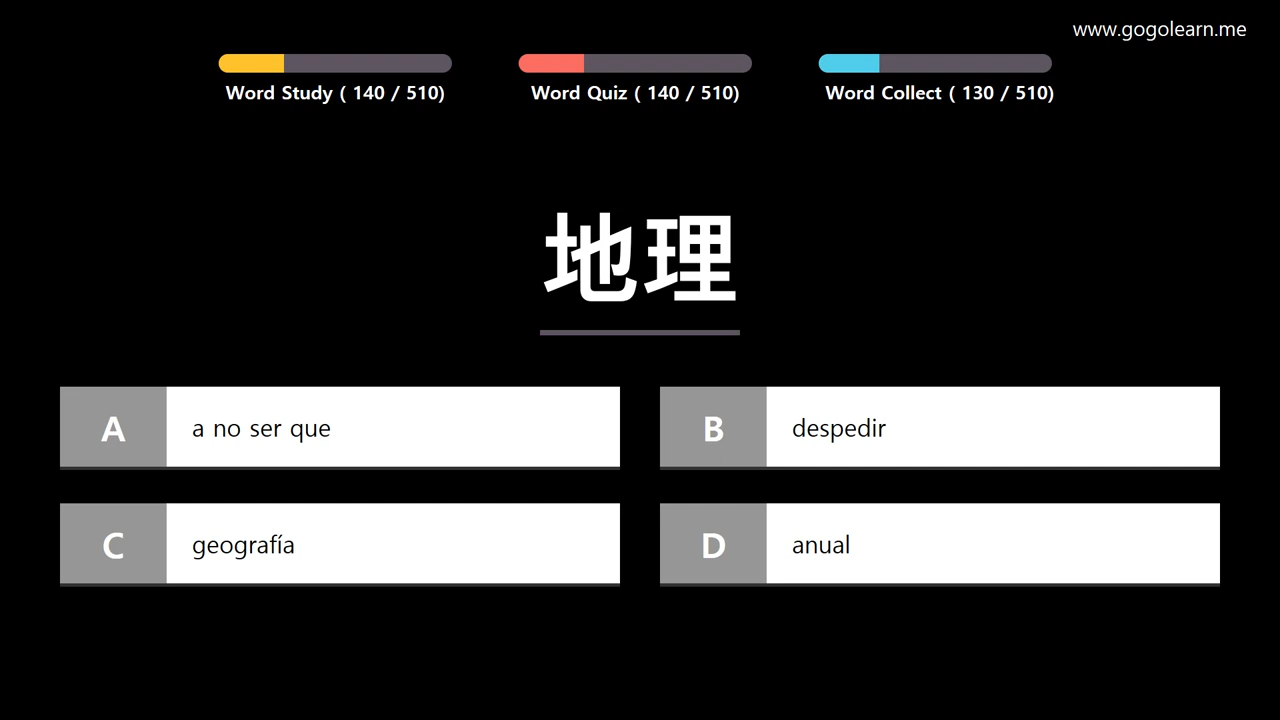 www.gogolearn.me
Word Study ( 140 / 510)
Word Quiz ( 140 / 510)
Word Collect ( 130 / 510)
地理
A a no ser que
B despedir
C geografía
D anual